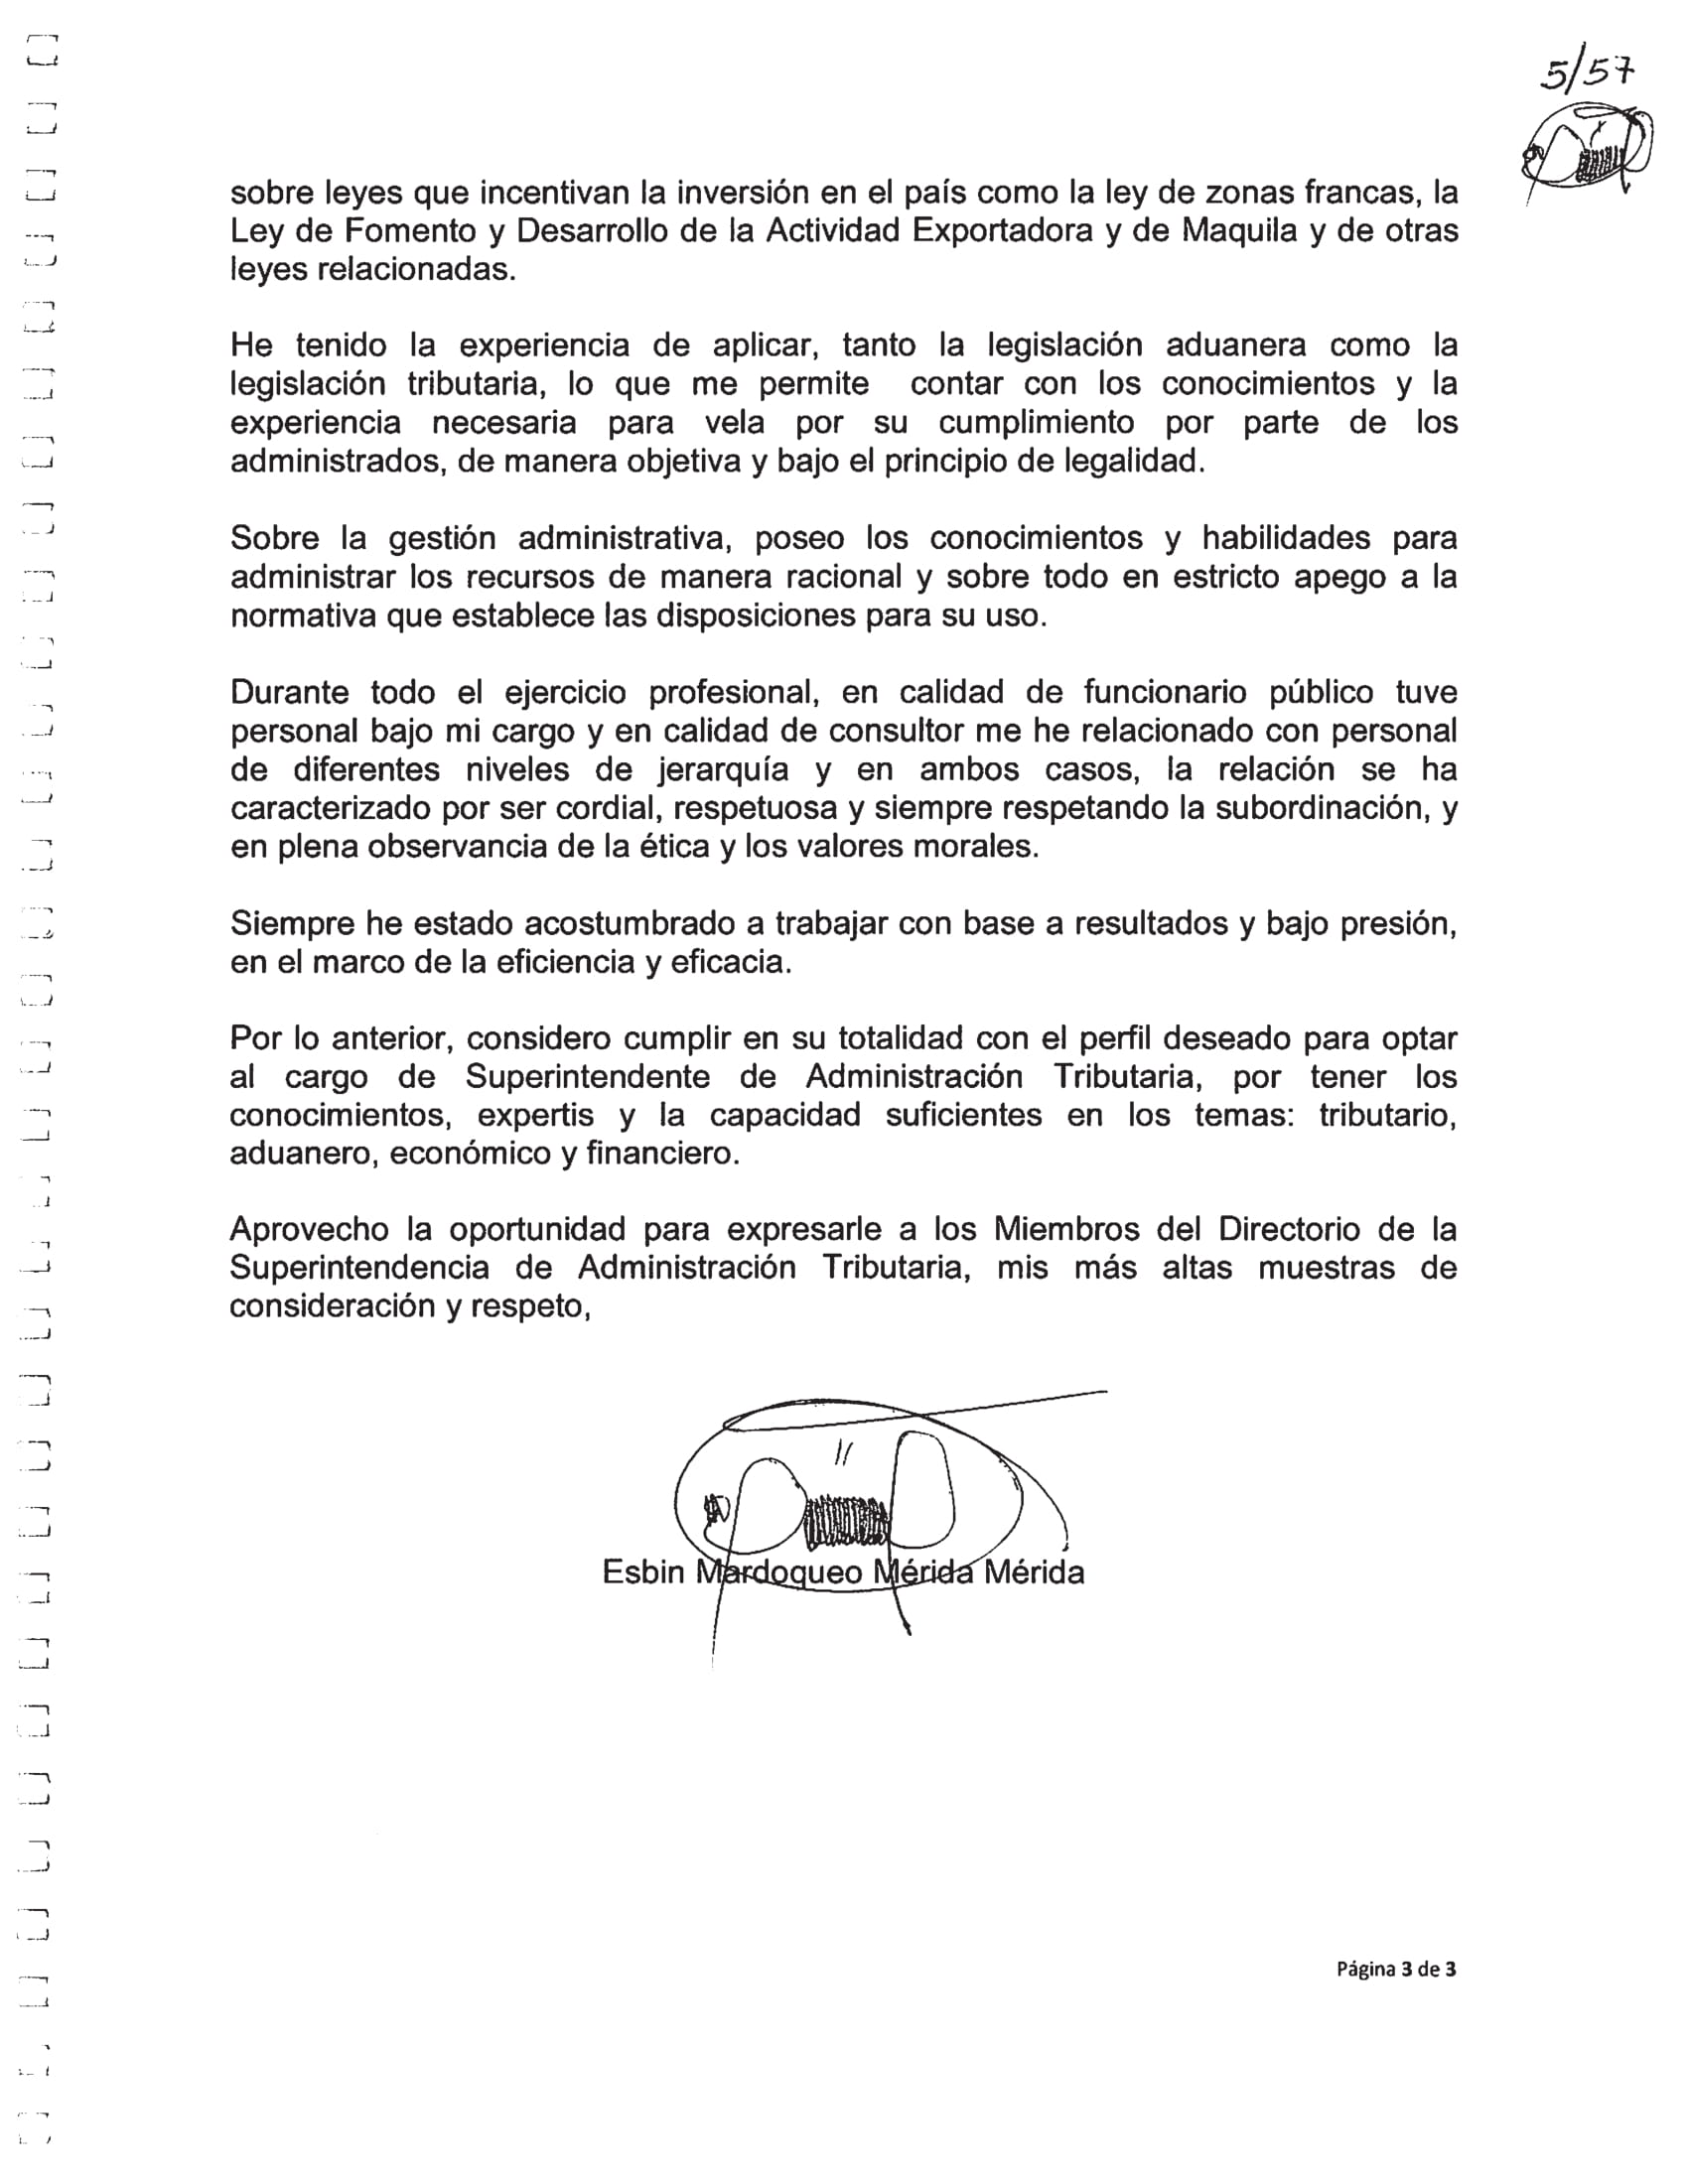 5/57
sobre leyes que incentivan la inversión en el país como la ley de zonas francas, la
Ley de Fomento y Desarrollo de la Actividad Exportadora y de Maquila y de otras
leyes relacionadas.
He tenido la experiencia de aplicar, tanto la legislación aduanera como la
legislación tributaria, lo que me permite contar con los conocimientos y la
experiencia necesaria para vela por su cumplimiento por parte de los
administrados, de manera objetiva y bajo el principio de legalidad.
Sobre la gestión administrativa, poseo los conocimientos y habilidades para
administrar los recursos de manera racional y sobre todo en estricto apego a la
normativa que establece las disposiciones para su uso.
Durante todo el ejercicio profesional, en calidad de funcionario público tuve
personal bajo mi cargo y en calidad de consultor me he relacionado con personal
de diferentes niveles de jerarquía y en ambos casos, la relación se ha
caracterizado por ser cordial, respetuosa y siempre respetando la subordinación, y
en plena observancia de la ética y los valores morales.
Siempre he estado acostumbrado a trabajar con base a resultados y bajo presión,
en el marco de la eficiencia y eficacia.
Por lo anterior, considero cumplir en su totalidad con el perfil deseado para optar
al cargo de Superintendente de Administración Tributaria, por tener los
conocimientos, expertis y la capacidad suficientes en los temas: tributario,
aduanero, económico y financiero.
Aprovecho la oportunidad para expresarle a los Miembros del Directorio de la
Superintendencia de Administración Tributaria, mis más altas muestras de
consideración y respeto,
Esbin Mardoqueo Mérida Mérida
Página 3 de 3